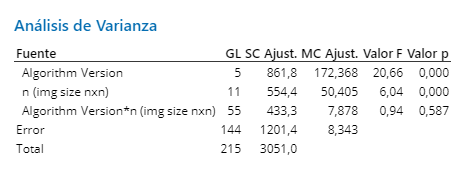 Análisis de Varianza
Fuente GL SC Ajust. MC Ajust. Valor F Valor p
Algorithm Version 5 861,8 172,368 20,66 0,000
n (img size nxn) 11 554,4 50,405 6,04 0,000
Algorithm Version*n (img size nxn) 55 433,3 7,878 0,94 0,587
Error 144 1201,4 8,343
Total 215 3051,0